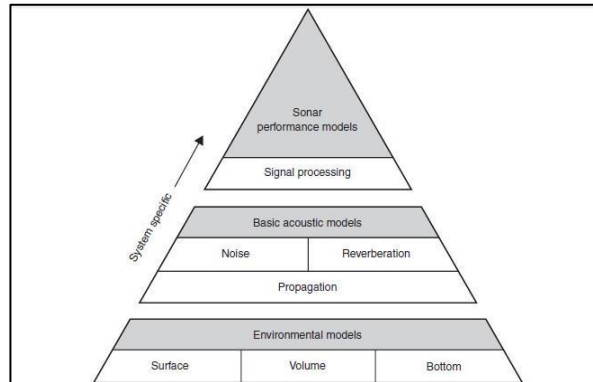 Sonar
performance models
Signal processing
System specific
Basic acoustic models
Noise Reverberation
Propagation
Environmental models
Surface Volume Bottom